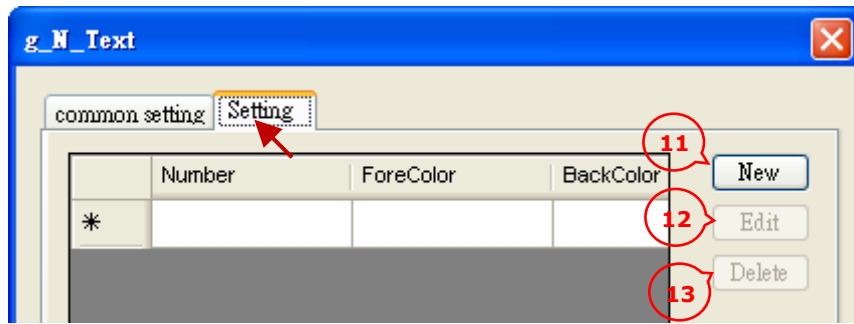 g_N_Text
common setting Setting
11
Number ForeColor BackColor New
* 12 Edit
13 Delete